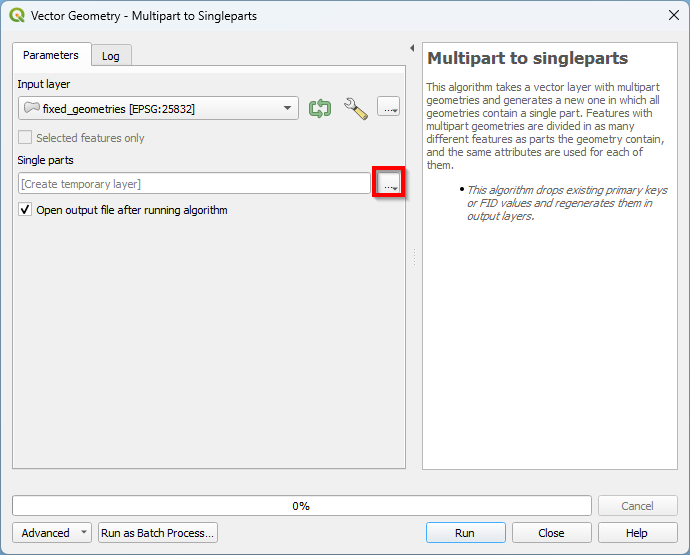 Vector Geometry - Multipart to Singleparts
Parameters
Log
Input layer
fixed_geometries [EPSG:25832]
...
Selected features only
Single parts
[Create temporary layer]
...
Open output file after running algorithm
Multipart to singleparts
This algorithm takes a vector layer with multipart
geometries and generates a new one in which all
geometries contain a single part. Features with
multipart geometries are divided in as many
different features as parts the geometry contain,
and the same attributes are used for each of
them.
• This algorithm drops existing primary keys
or FID values and regenerates them in
output layers.
0%
Cancel
Advanced
Run as Batch Process...
Run
Close
Help